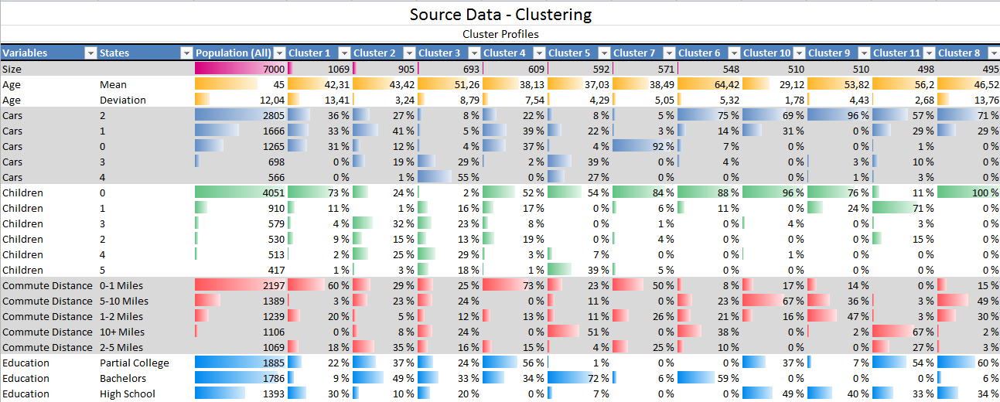 Source Data - Clustering
Cluster Profiles
Variables States Population (All) Cluster 1 Cluster 2 Cluster 3 Cluster 4 Cluster 5 Cluster 7 Cluster 6 Cluster 10 Cluster 9 Cluster 11 Cluster 8
Size 7000 1069 905 693 609 592 571 548 510 510 498 495
Age Mean 45 42,31 43,42 51,26 38,13 37,03 38,49 64,42 29,12 53,82 56,2 46,52
Age Deviation 12,04 13,41 3,24 8,79 7,54 4,29 5,05 5,32 1,78 4,43 2,68 13,76
Cars 2 2805 36 % 27 % 8 % 22 % 8 % 5 % 75 % 69 % 96 % 57 % 71 %
Cars 1 1666 33 % 41 % 5 % 39 % 22 % 3 % 14 % 31 % 0 % 29 % 29 %
Cars 0 1265 31 % 12 % 4 % 37 % 4 % 92 % 7 % 0 % 0 % 1 % 0 %
Cars 3 698 0 % 19 % 29 % 2 % 39 % 0 % 4 % 0 % 3 % 10 % 0 %
Cars 4 566 0 % 1 % 55 % 0 % 27 % 0 % 0 % 0 % 1 % 3 % 0 %
Children 0 4051 73 % 24 % 2 % 52 % 54 % 84 % 88 % 96 % 76 % 11 % 100 %
Children 1 910 11 % 1 % 16 % 17 % 0 % 6 % 11 % 0 % 24 % 71 % 0 %
Children 3 579 4 % 32 % 23 % 8 % 0 % 1 % 0 % 4 % 0 % 3 % 0 %
Children 2 530 9 % 15 % 13 % 19 % 0 % 4 % 0 % 0 % 0 % 15 % 0 %
Children 4 513 2 % 25 % 29 % 3 % 7 % 0 % 0 % 1 % 0 % 0 % 0 %
Children 5 417 1 % 3 % 18 % 1 % 39 % 5 % 0 % 0 % 0 % 0 % 0 %
Commute Distance 0-1 Miles 2197 60 % 29 % 25 % 73 % 23 % 50 % 8 % 17 % 14 % 0 % 15 %
Commute Distance 5-10 Miles 1389 3 % 23 % 24 % 0 % 11 % 0 % 23 % 67 % 36 % 3 % 49 %
Commute Distance 1-2 Miles 1239 20 % 5 % 12 % 13 % 11 % 26 % 21 % 16 % 47 % 3 % 30 %
Commute Distance 10+ Miles 1106 0 % 8 % 24 % 0 % 51 % 0 % 38 % 0 % 2 % 67 % 2 %
Commute Distance 2-5 Miles 1069 18 % 35 % 16 % 15 % 4 % 25 % 10 % 0 % 0 % 27 % 3 %
Education Partial College 1885 22 % 37 % 24 % 56 % 1 % 0 % 0 % 37 % 7 % 54 % 60 %
Education Bachelors 1786 9 % 49 % 33 % 34 % 72 % 6 % 59 % 0 % 0 % 0 % 6 %
Education High School 1393 30 % 10 % 20 % 0 % 7 % 0 % 0 % 49 % 40 % 33 % 34 %